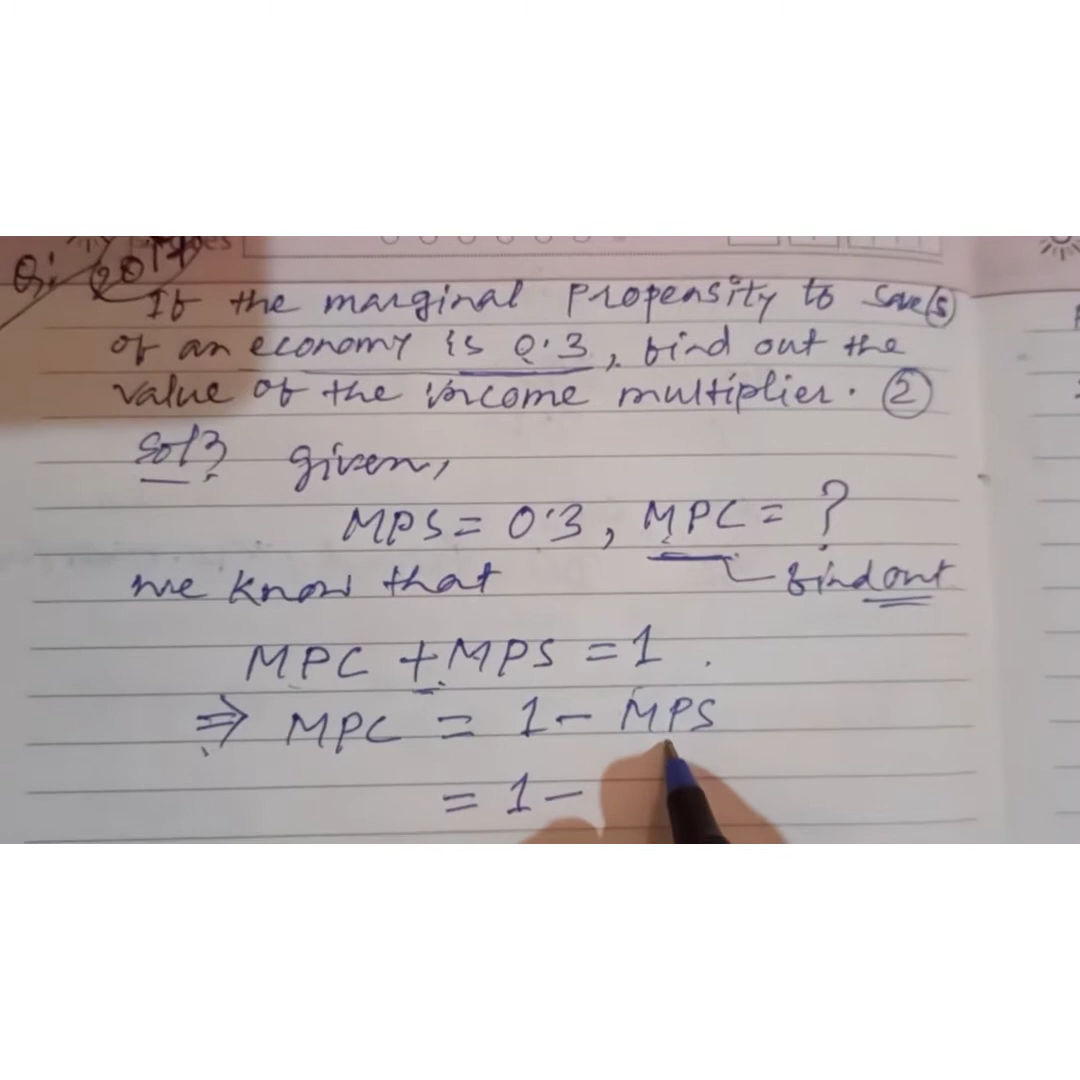 Q: 2017
If the marginal propensity to save(s)
of an economy is 0.3, find out the
value of the income multiplier. ②
Sol?
given,
MPS = 0.3, MPC = ?
find out
we know that
MPC + MPS = 1.
⇒ MPC = 1 - MPS
= 1 -